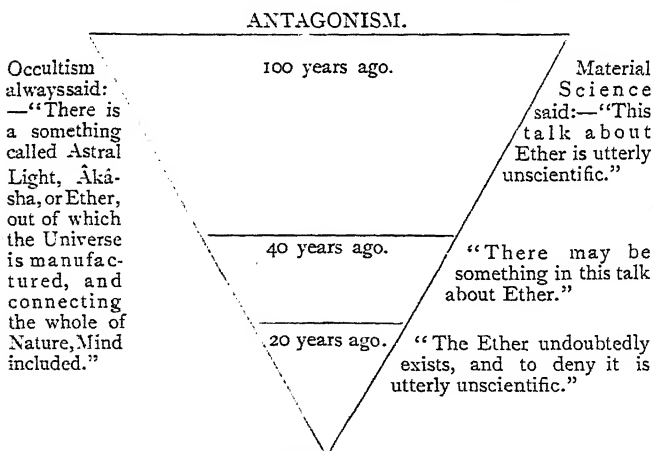 ANTAGONISM.
100 years ago.
Occultism
alwayssaid:
—“There is
a something
called Astral
Light, Âkâ-
sha, or Ether,
out of which
the Universe
is manufac-
tured, and
connecting
the whole of
Nature, Mind
included.”
Material
Science
said:—“This
talk about
Ether is utterly
unscientific.”
40 years ago.
“There may be
something in this talk
about Ether.”
20 years ago.
“The Ether undoubtedly
exists, and to deny it is
utterly unscientific.”